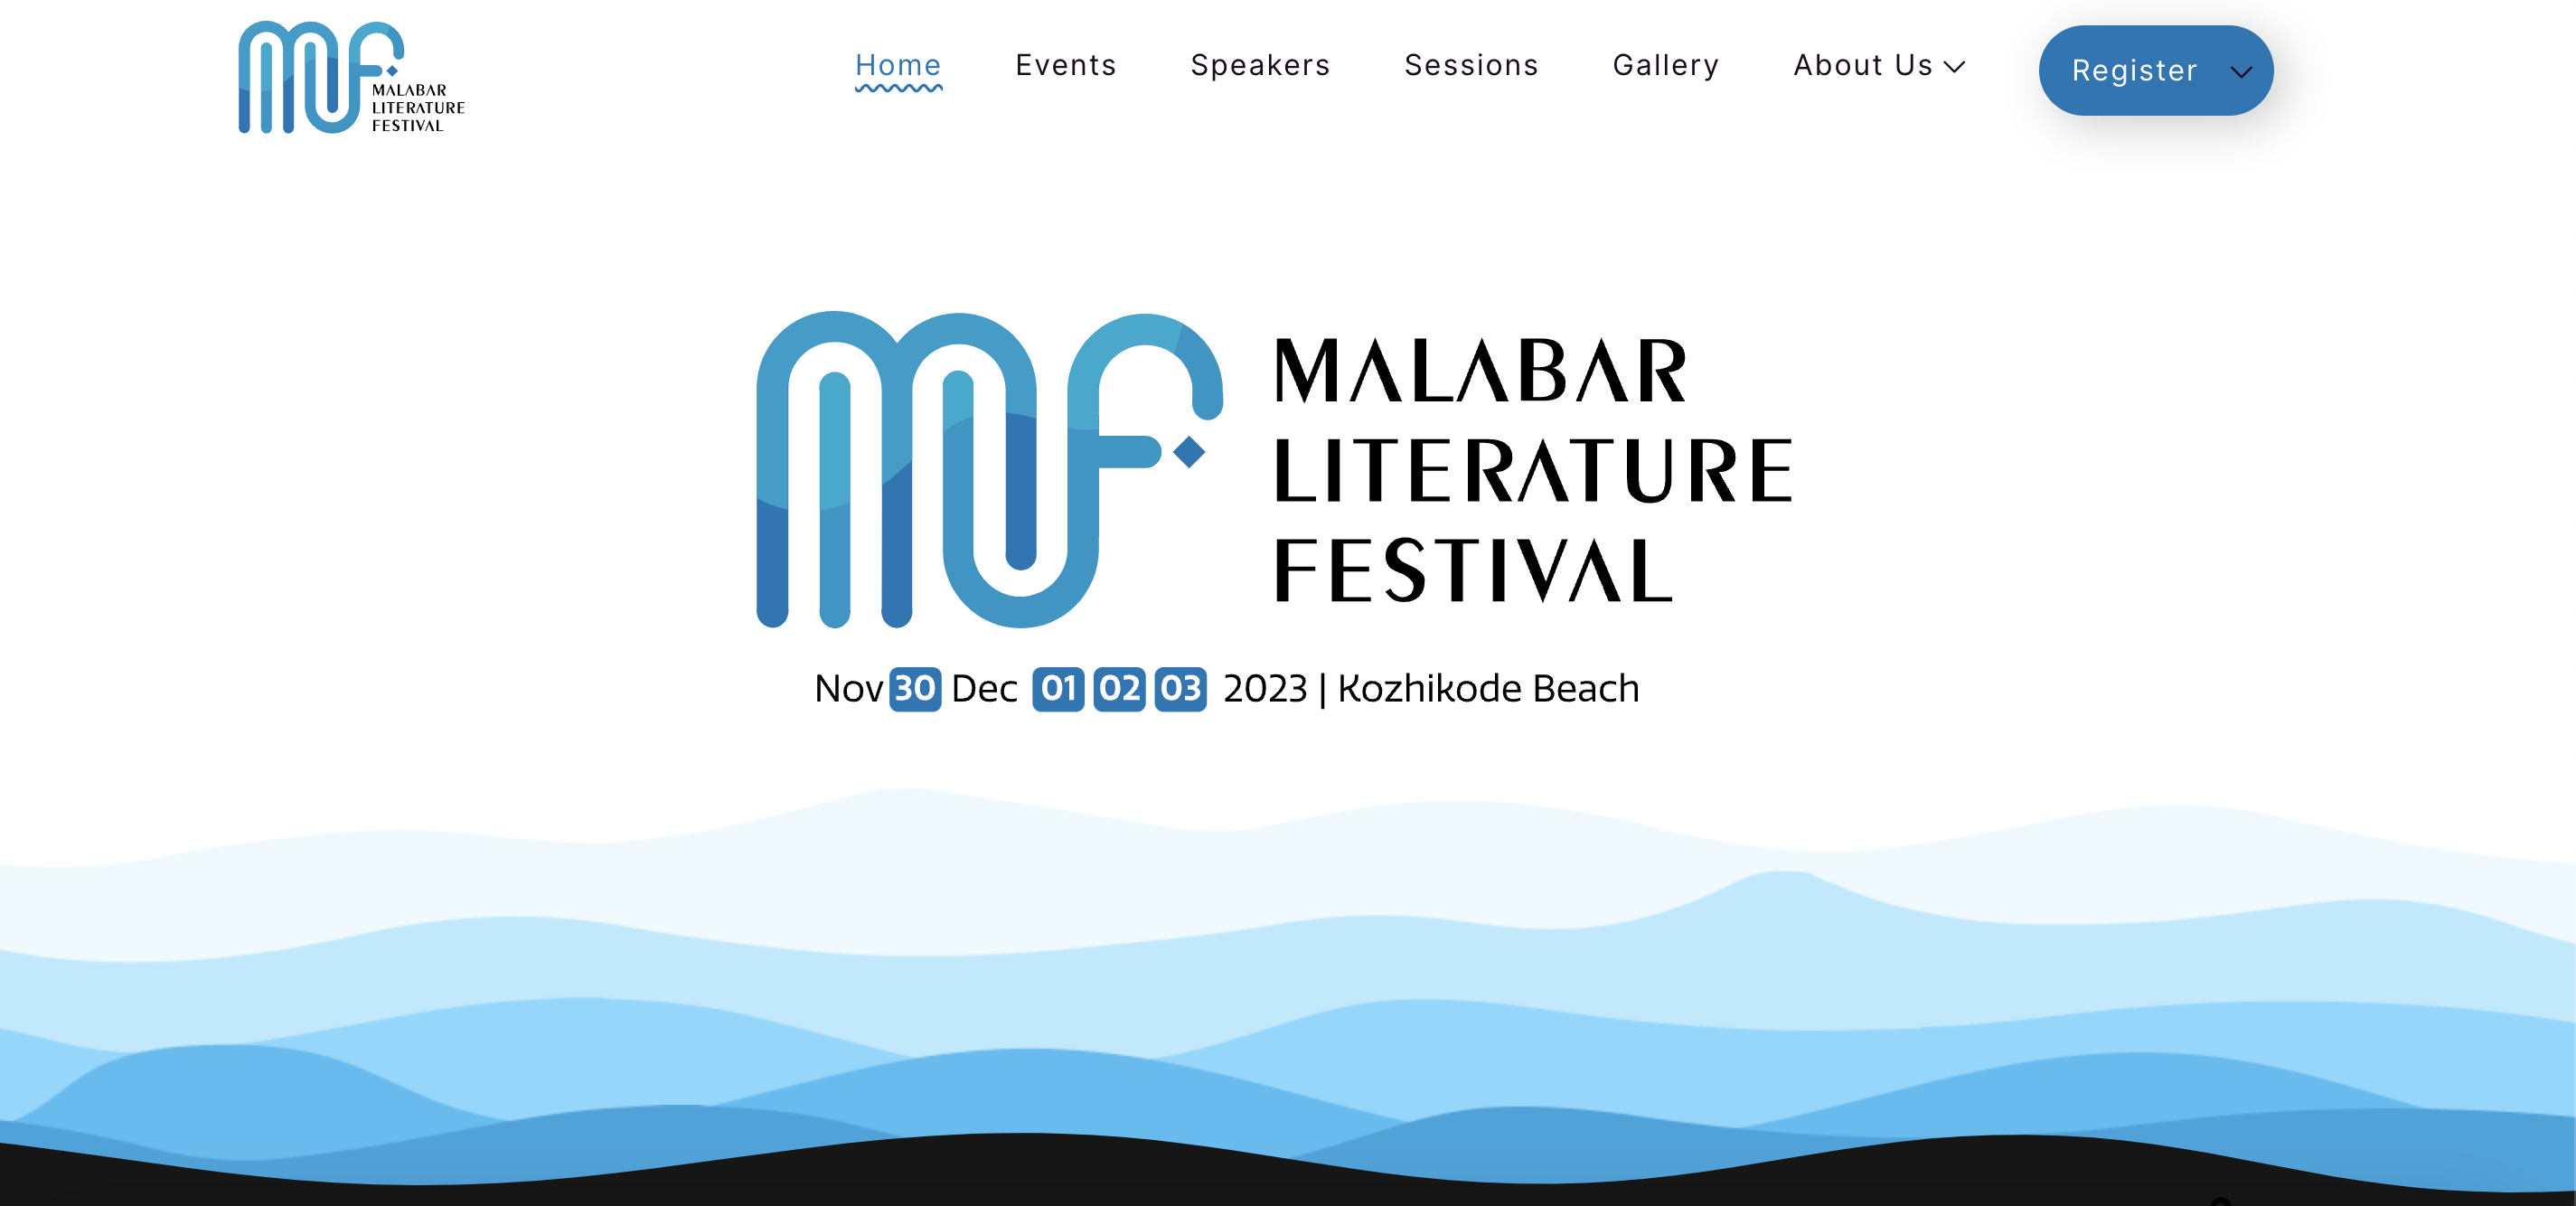 MALABAR
LITERATURE
FESTIVAL
Home Events Speakers Sessions Gallery About Us Register
MALABAR
LITERATURE
FESTIVAL
Nov 30 Dec 01 02 03 2023 | Kozhikode Beach